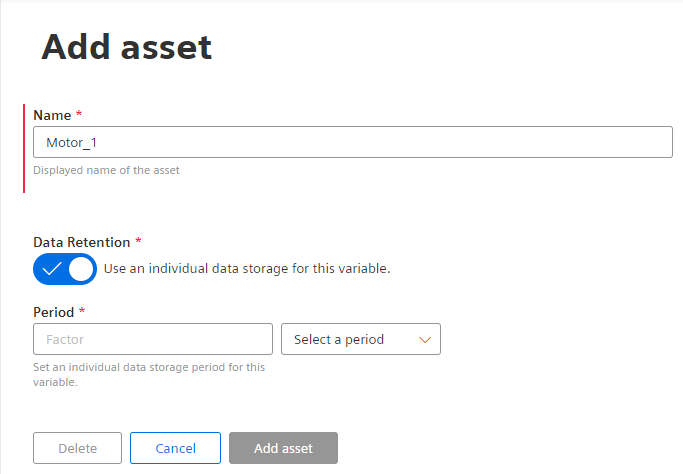 Add asset
Name *
Motor_1
Displayed name of the asset
Data Retention *
Use an individual data storage for this variable.
Period *
Factor
Select a period
Set an individual data storage period for this
variable.
Delete
Cancel
Add asset